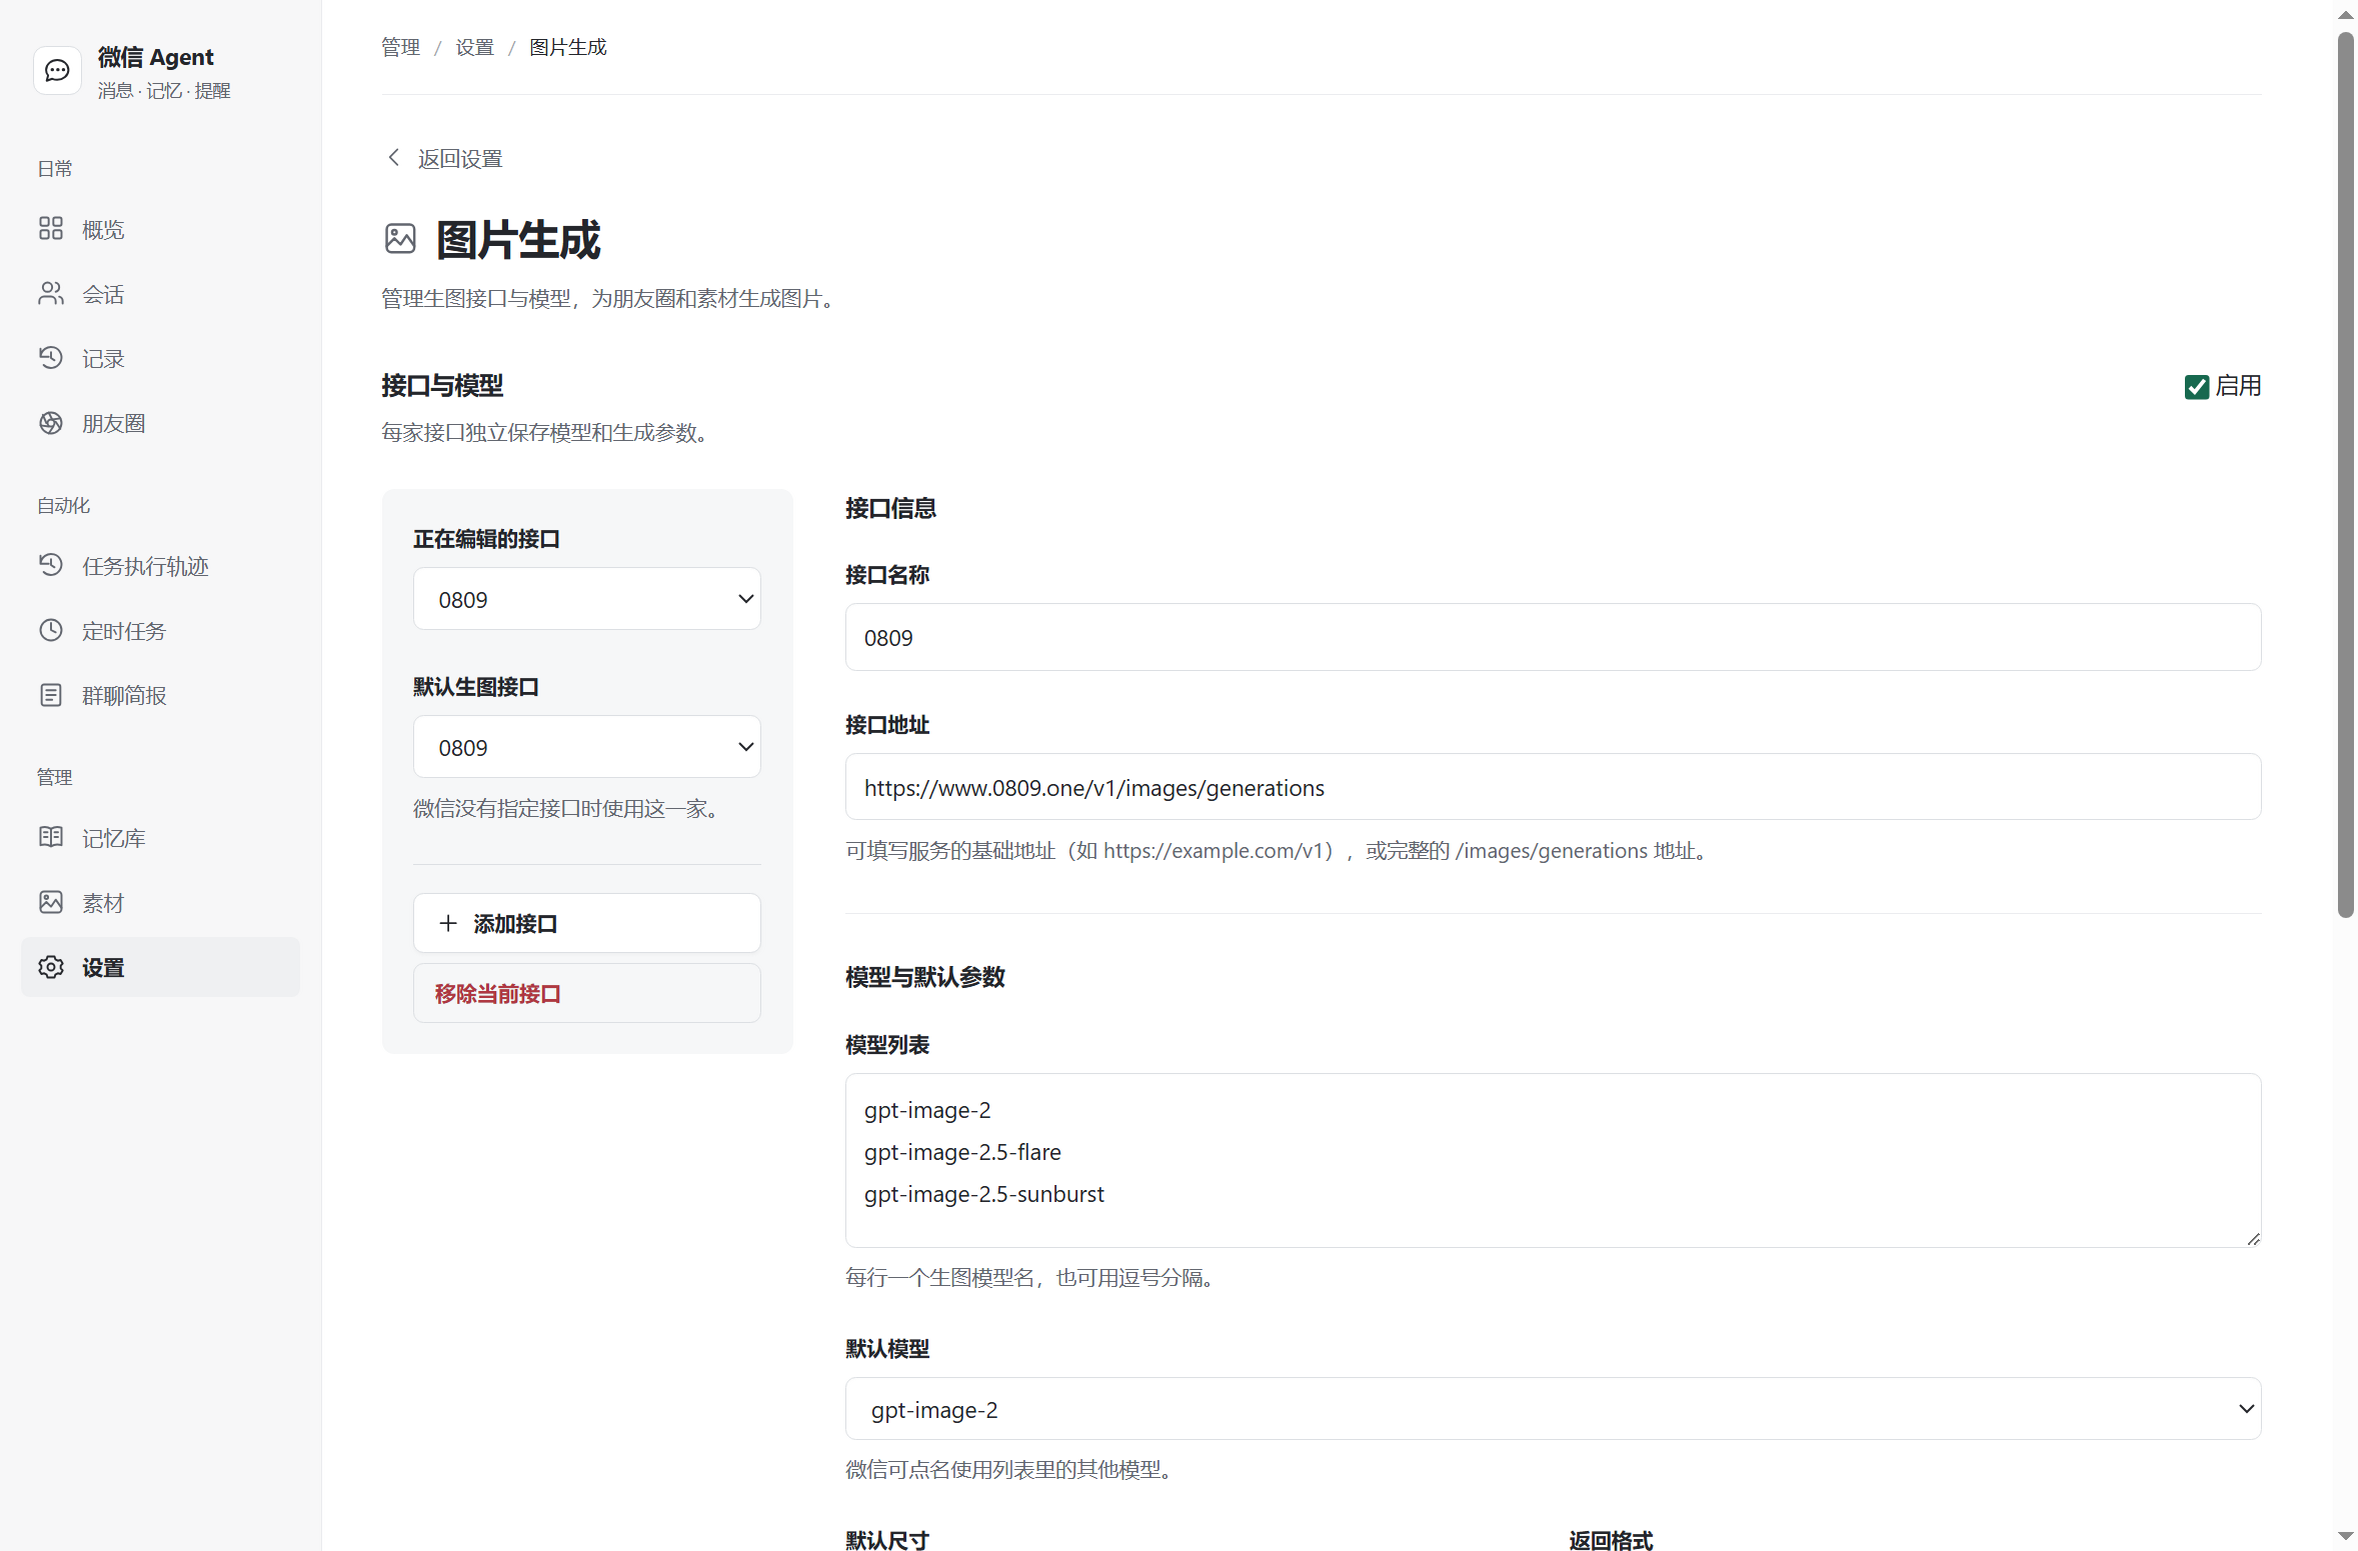 微信 Agent
消息 · 记忆 · 提醒
日常
概览
会话
记录
朋友圈
自动化
任务执行轨迹
定时任务
群聊简报
管理
记忆库
素材
设置
管理 / 设置 / 图片生成
返回设置
图片生成
管理生图接口与模型，为朋友圈和素材生成图片。
接口与模型
启用
每家接口独立保存模型和生成参数。
正在编辑的接口
0809
默认生图接口
0809
微信没有指定接口时使用这一家。
添加接口
移除当前接口
接口信息
接口名称
0809
接口地址
https://www.0809.one/v1/images/generations
可填写服务的基础地址（如 https://example.com/v1），或完整的 /images/generations 地址。
模型与默认参数
模型列表
gpt-image-2
gpt-image-2.5-flare
gpt-image-2.5-sunburst
每行一个生图模型名，也可用逗号分隔。
默认模型
gpt-image-2
微信可点名使用列表里的其他模型。
默认尺寸
返回格式